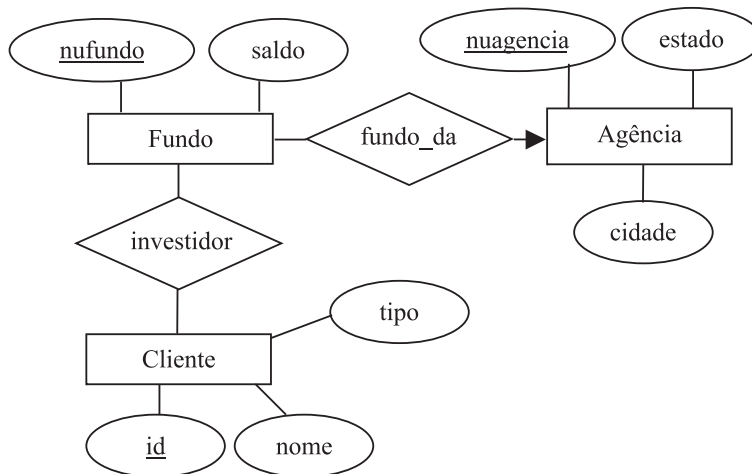 nufundo
saldo
nuagencia
estado
Fundo
fundo_da
Agência
investidor
cidade
tipo
Cliente
id
nome